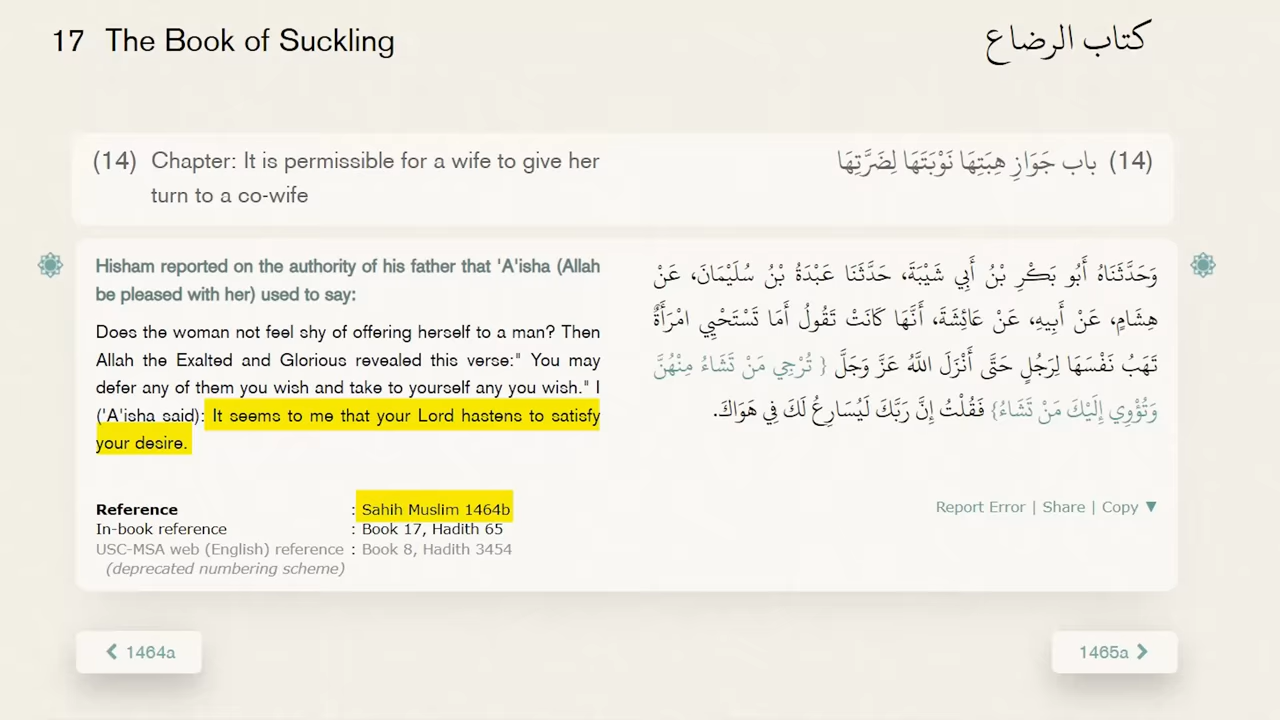 17 The Book of Suckling
كتاب الرضاع
(14) Chapter: It is permissible for a wife to give her
turn to a co-wife
(14) باب جَوَازِ هِبَتِهَا نَوْبَتَهَا لِضَرَّتِهَا
Hisham reported on the authority of his father that 'A'isha (Allah
be pleased with her) used to say:
Does the woman not feel shy of offering herself to a man? Then
Allah the Exalted and Glorious revealed this verse:" You may
defer any of them you wish and take to yourself any you wish." I
('A'isha said): It seems to me that your Lord hastens to satisfy
your desire.
وَحَدَّثَنَاهُ أَبُو بَكْرِ بْنُ أَبِي شَيْبَةَ، حَدَّثَنَا عَبْدَةُ بْنُ سُلَيْمَانَ، عَنْ
هِشَامٍ، عَنْ أَبِيهِ، عَنْ عَائِشَةَ، أَنَّهَا كَانَتْ تَقُولُ أَمَا تَسْتَحْيِي امْرَأَةٌ
تَهَبُ نَفْسَهَا لِرَجُلٍ حَتَّى أَنْزَلَ اللَّهُ عَزَّ وَجَلَّ { تُرْجِي مَنْ تَشَاءُ مِنْهُنَّ
وَتُؤْوِي إِلَيْكَ مَنْ تَشَاءُ} فَقُلْتُ إِنَّ رَبَّكَ لَيُسَارِعُ لَكَ فِي هَوَاكَ.
Reference : Sahih Muslim 1464b
In-book reference : Book 17, Hadith 65
USC-MSA web (English) reference : Book 8, Hadith 3454
(deprecated numbering scheme)
Report Error | Share | Copy ▼
1464a
1465a